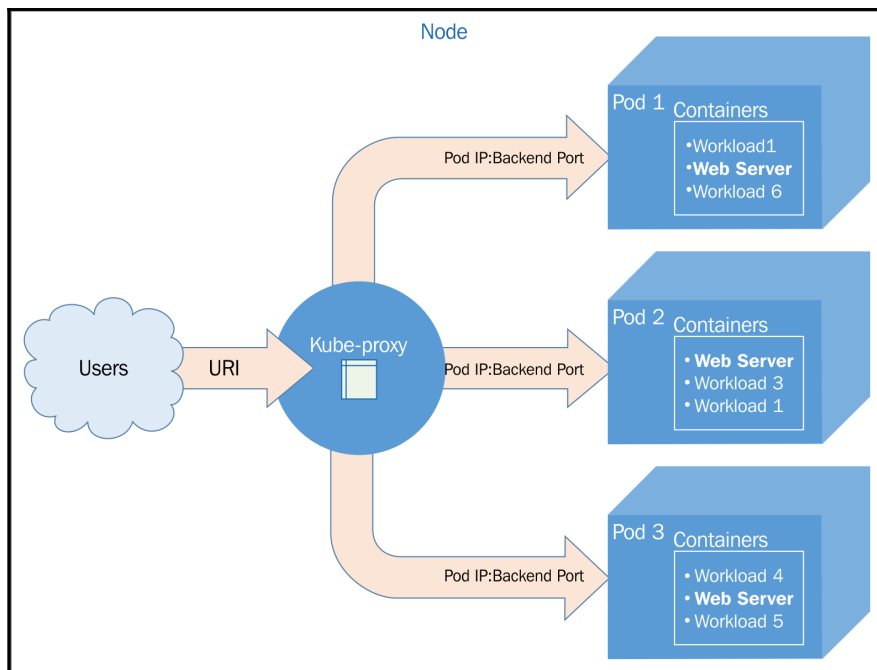 Node
Users
URI
Kube-proxy
Pod IP:Backend Port
Pod 1
Containers
•Workload1
•Web Server
•Workload 6
Pod IP:Backend Port
Pod 2
Containers
• Web Server
• Workload 3
• Workload 1
Pod IP:Backend Port
Pod 3
Containers
• Workload 4
• Web Server
• Workload 5